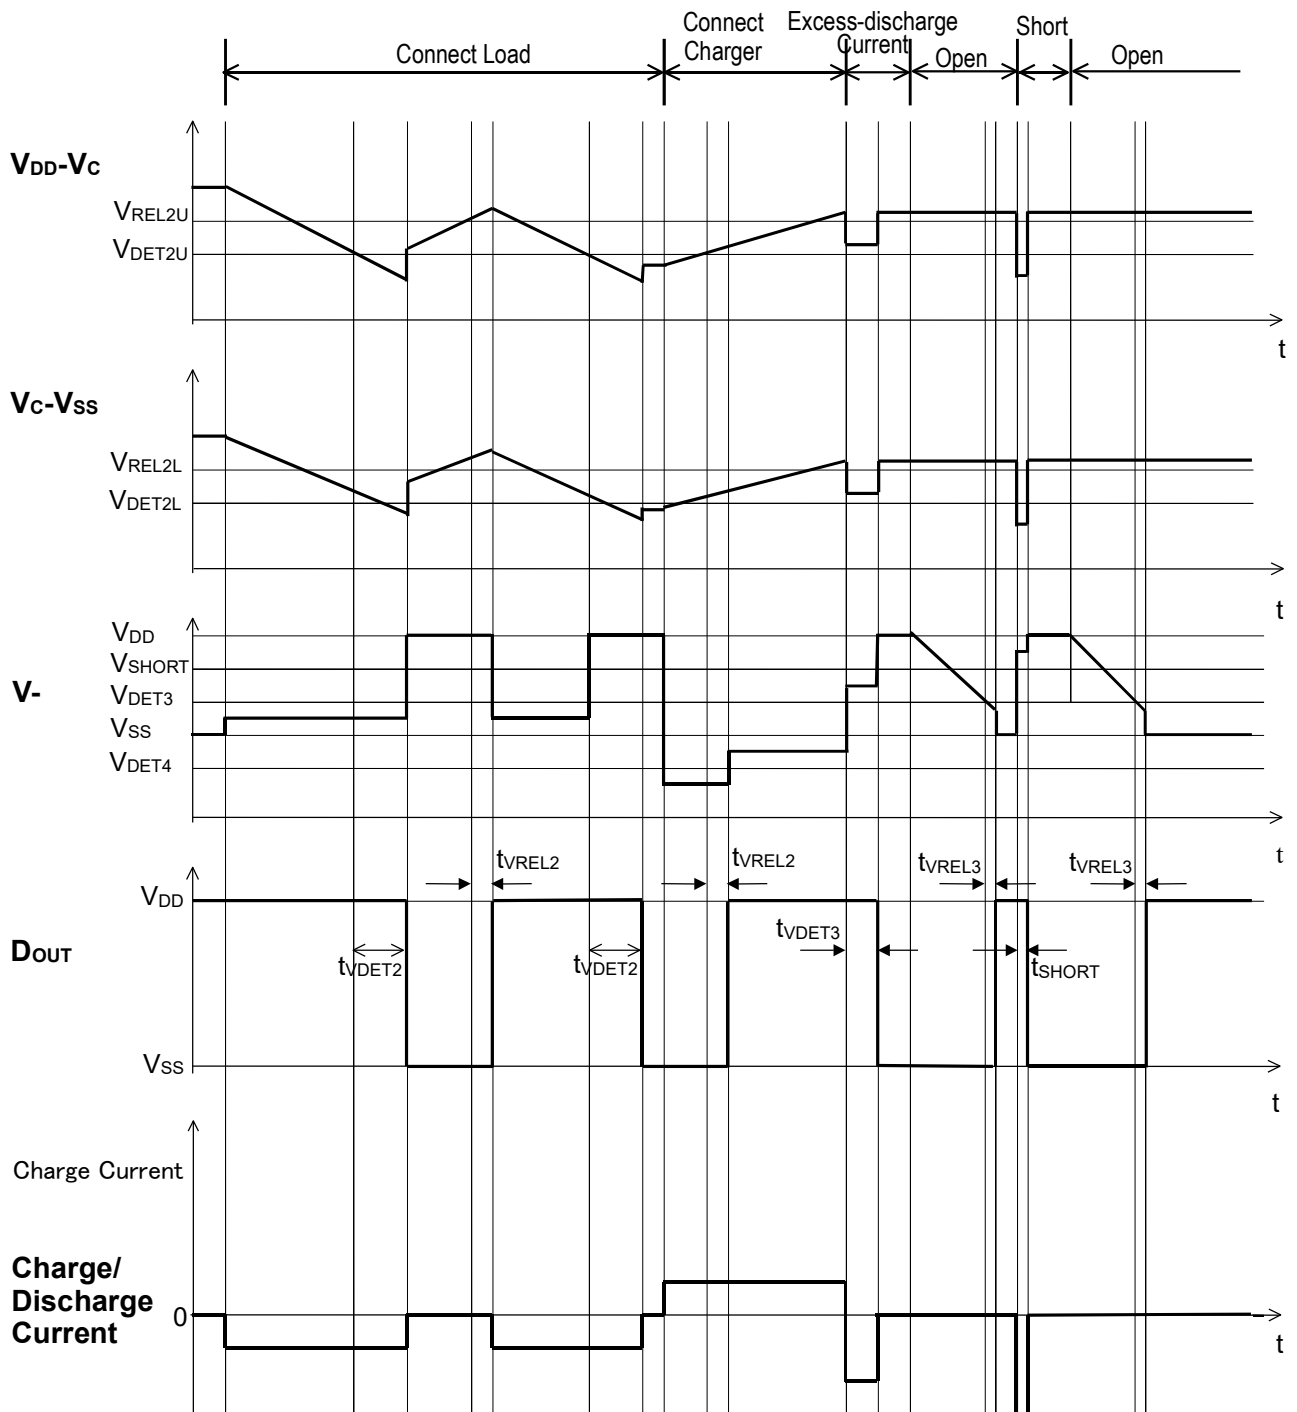 Connect Load
Connect
Charger
Excess-discharge
Current
Open
Short
Open
VDD-VC
VREL2U
VDET2U
t
VC-VSS
VREL2L
VDET2L
t
V-
VDD
VSHORT
VDET3
VSS
VDET4
t
DOUT
VDD
tVREL2
tVREL2
tVREL3
tVREL3
tVDET2
tVDET2
tVDET3
tSHORT
VSS
t
Charge Current
Charge/
Discharge
Current
0
t